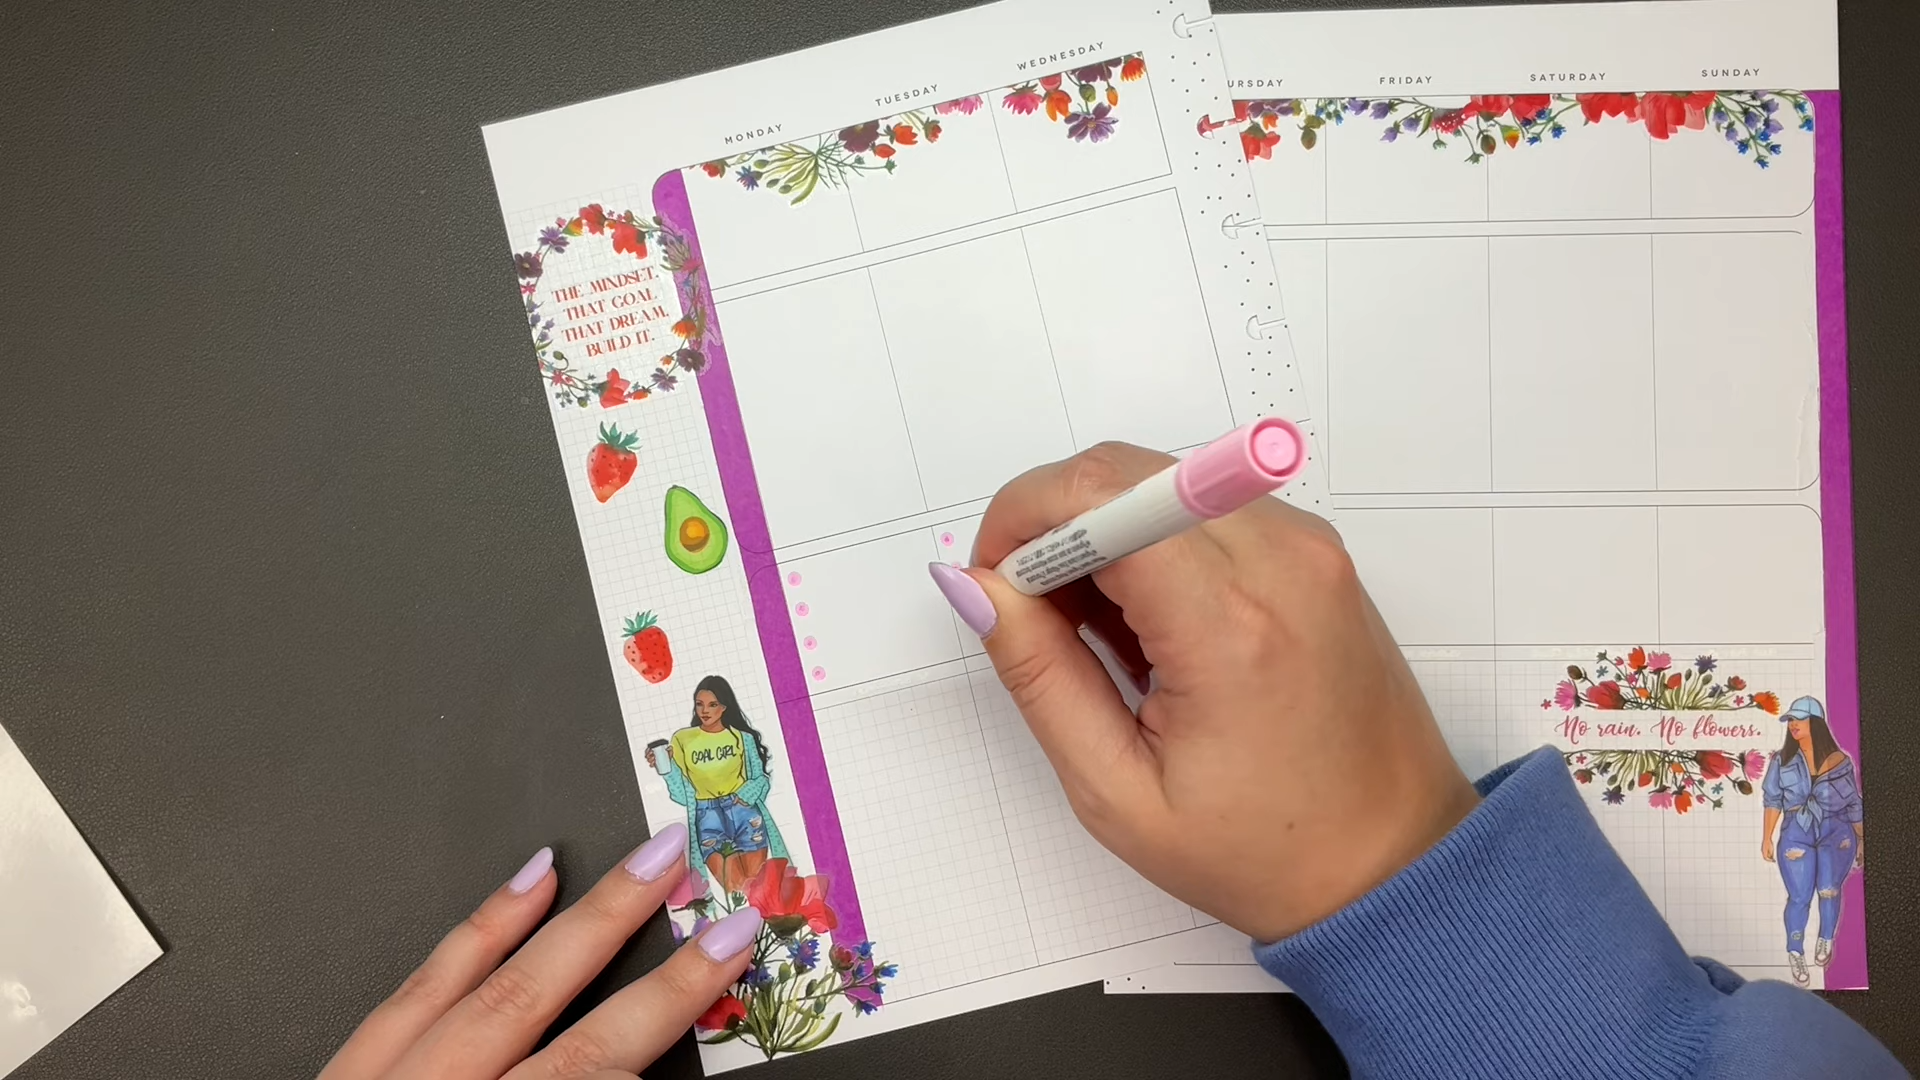 MONDAY
TUESDAY
WEDNESDAY
URSDAY
FRIDAY
SATURDAY
SUNDAY
THE MINDSET.
THAT GOAL.
THAT DREAM.
BUILD IT.
GOAL GIRL
No rain. No flowers.